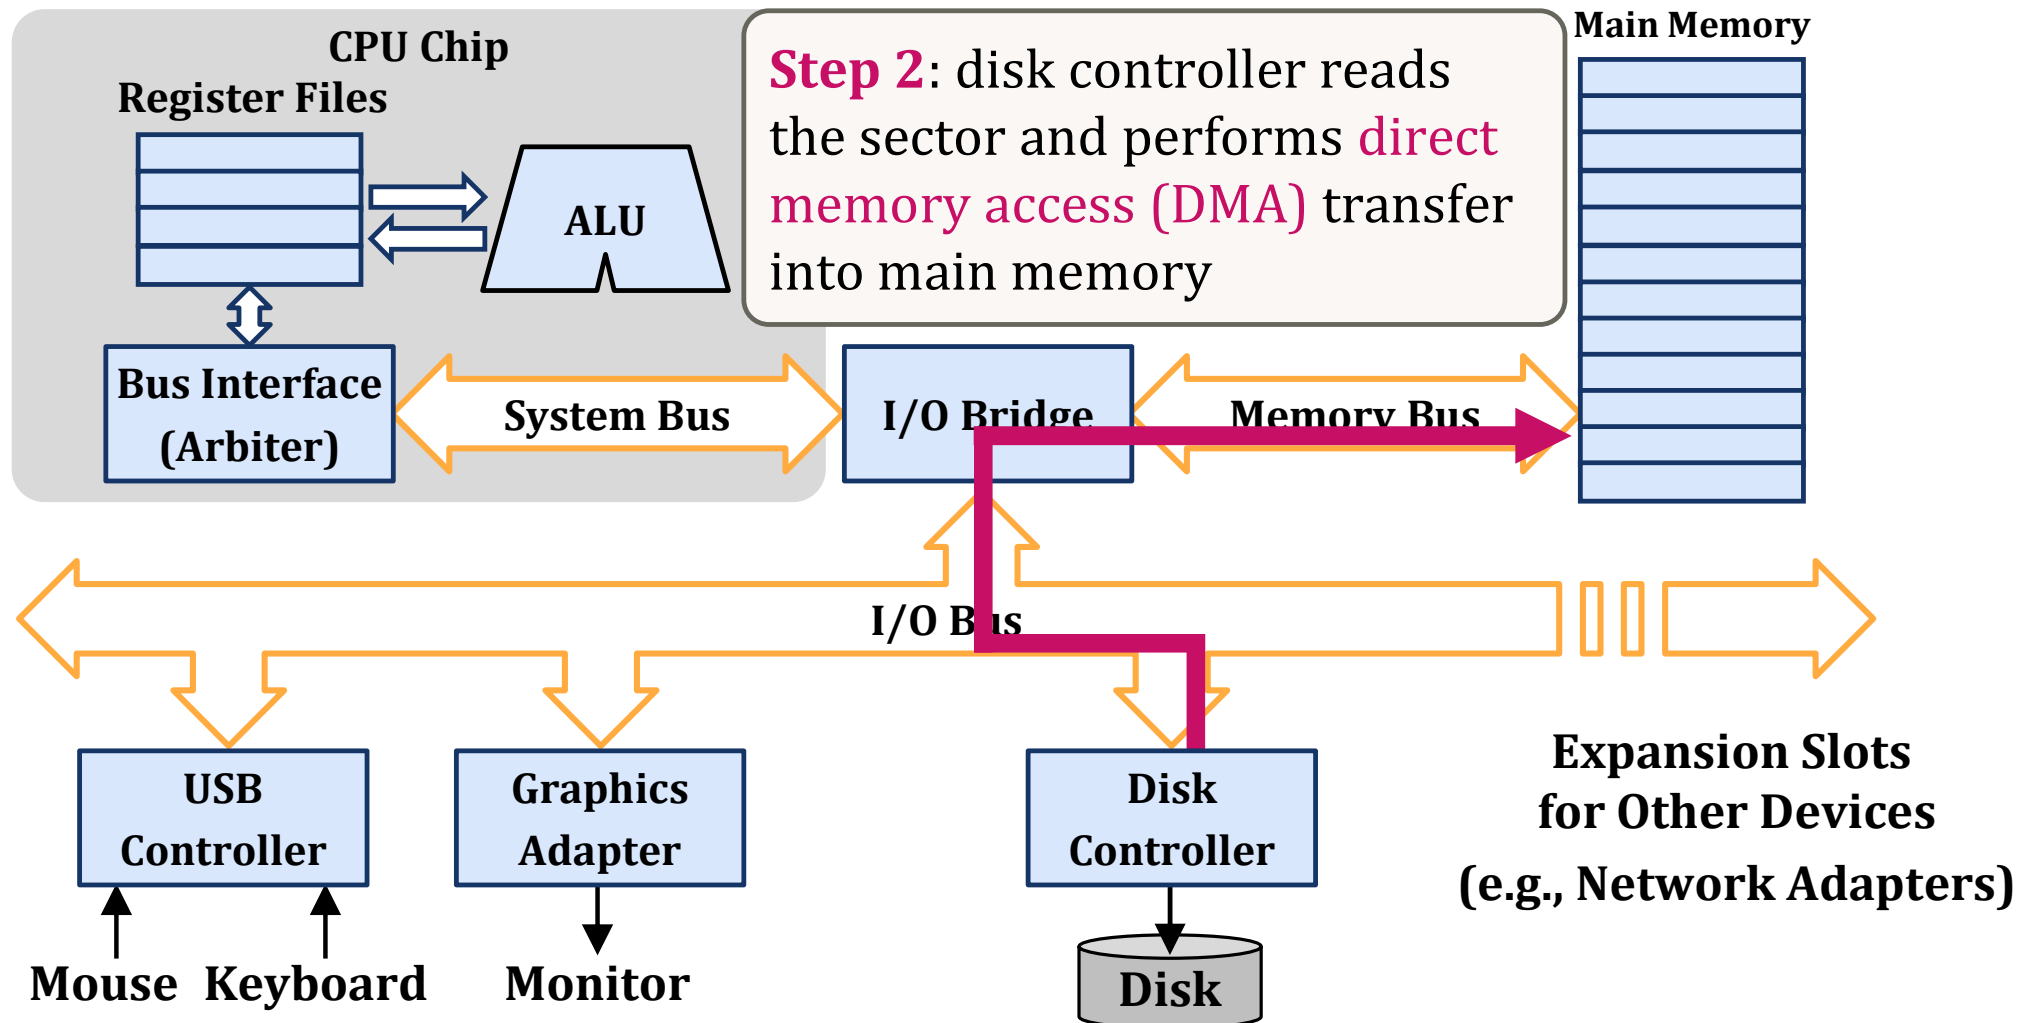 CPU Chip
Register Files
ALU
Step 2: disk controller reads
the sector and performs direct
memory access (DMA) transfer
into main memory
Main Memory
Bus Interface
(Arbiter)
System Bus
I/O Bridge
Memory Bus
I/O Bus
USB
Controller
Graphics
Adapter
Disk
Controller
Expansion Slots
for Other Devices
(e.g., Network Adapters)
Mouse
Keyboard
Monitor
Disk